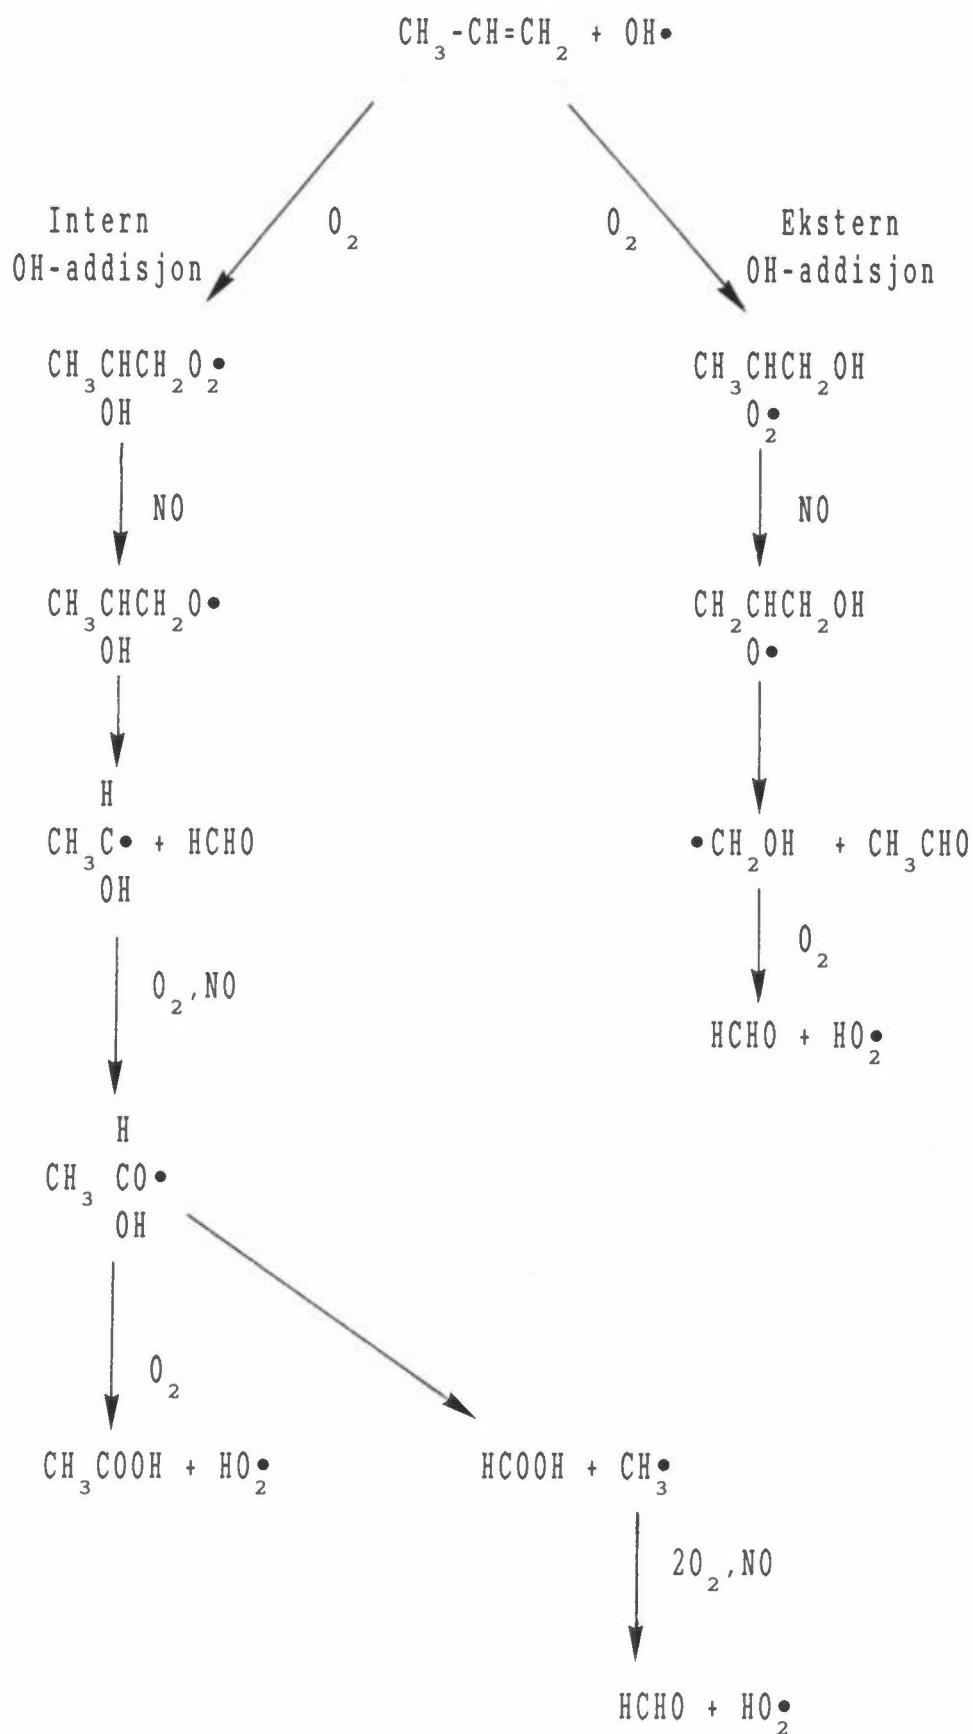 CH₃-CH=CH₂ + OH•
O₂ O₂
Intern Ekstern
OH-addisjon OH-addisjon
CH₃CHCH₂O₂• CH₃CHCH₂OH
OH O₂•
NO NO
CH₃CHCH₂O• CH₂CHCH₂OH
OH O•
H
CH₃C• + HCHO •CH₂OH + CH₃CHO
OH
O₂
O₂,NO
HCHO + HO₂•
H
CH₃ CO•
OH
O₂
CH₃COOH + HO₂• HCOOH + CH₃•
2O₂,NO
HCHO + HO₂•